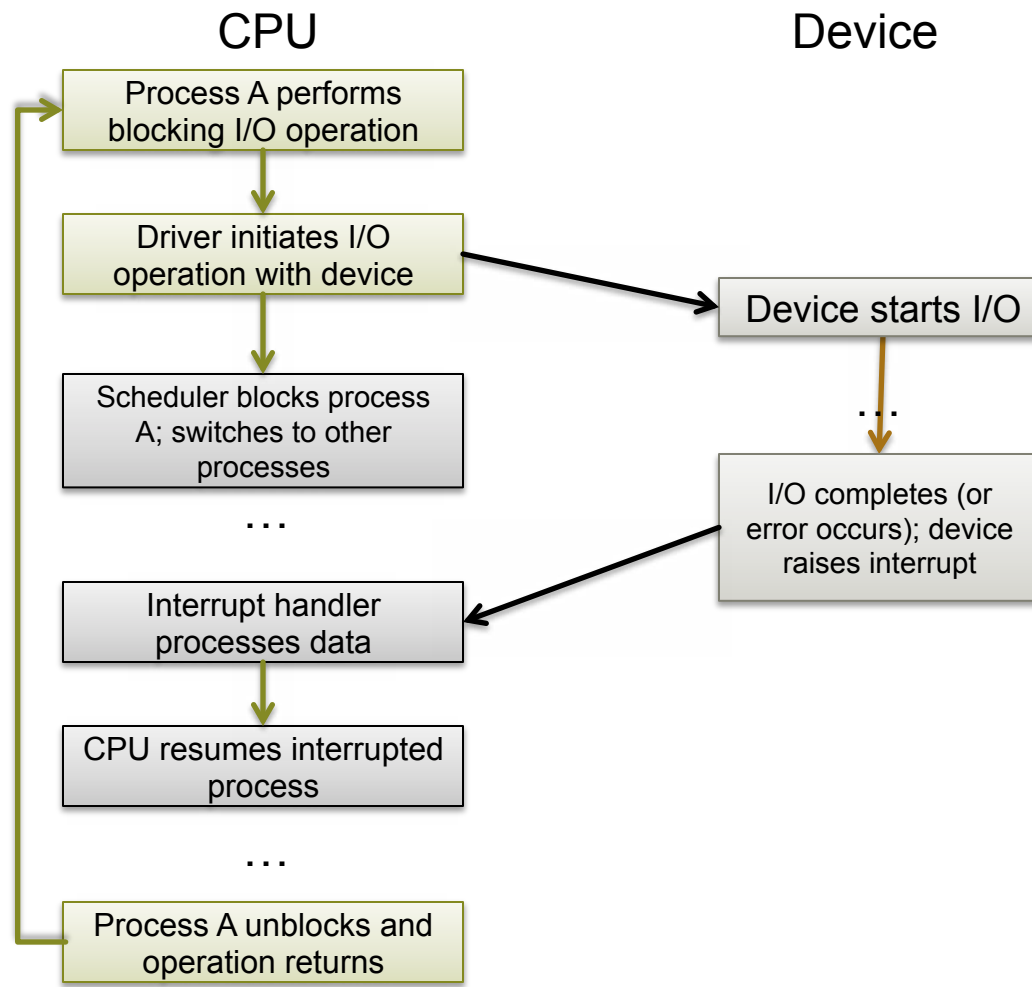 CPU
Device
Process A performs
blocking I/O operation
Driver initiates I/O
operation with device
Device starts I/O
Scheduler blocks process
A; switches to other
processes
...
...
I/O completes (or
error occurs); device
raises interrupt
Interrupt handler
processes data
CPU resumes interrupted
process
...
Process A unblocks and
operation returns